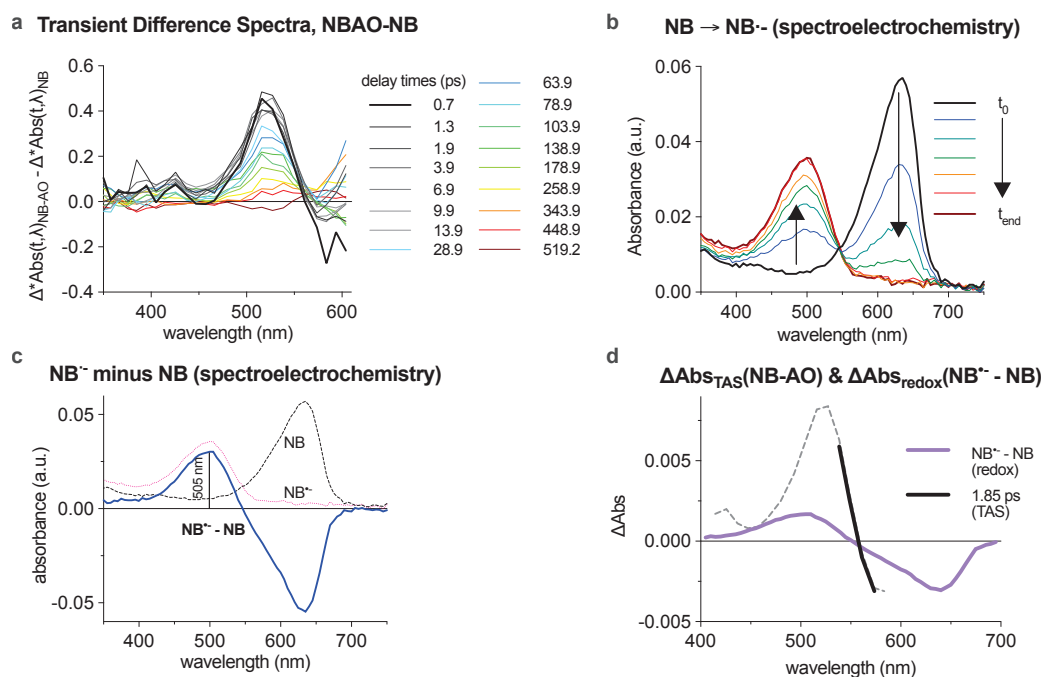 a Transient Difference Spectra, NBAO-NB
Δ*Abs(t,λ)NB-AO - Δ*Abs(t,λ)NB
0.6
0.4
0.2
0.0
-0.2
-0.4
400
500
600
wavelength (nm)
delay times (ps)
0.7
1.3
1.9
3.9
6.9
9.9
13.9
28.9
63.9
78.9
103.9
138.9
178.9
258.9
343.9
448.9
519.2
b NB → NB·- (spectroelectrochemistry)
Absorbance (a.u.)
0.06
0.04
0.02
0.00
400
500
600
700
wavelength (nm)
t0
tend
c NB·- minus NB (spectroelectrochemistry)
absorbance (a.u.)
0.05
0.00
-0.05
400
500
600
700
wavelength (nm)
505 nm
NB
NB•-
NB•- - NB
d ΔAbsTAS(NB-AO) & ΔAbsredox(NB•- - NB)
ΔAbs
0.005
0.000
-0.005
400
500
600
700
wavelength (nm)
NB•- - NB
(redox)
1.85 ps
(TAS)